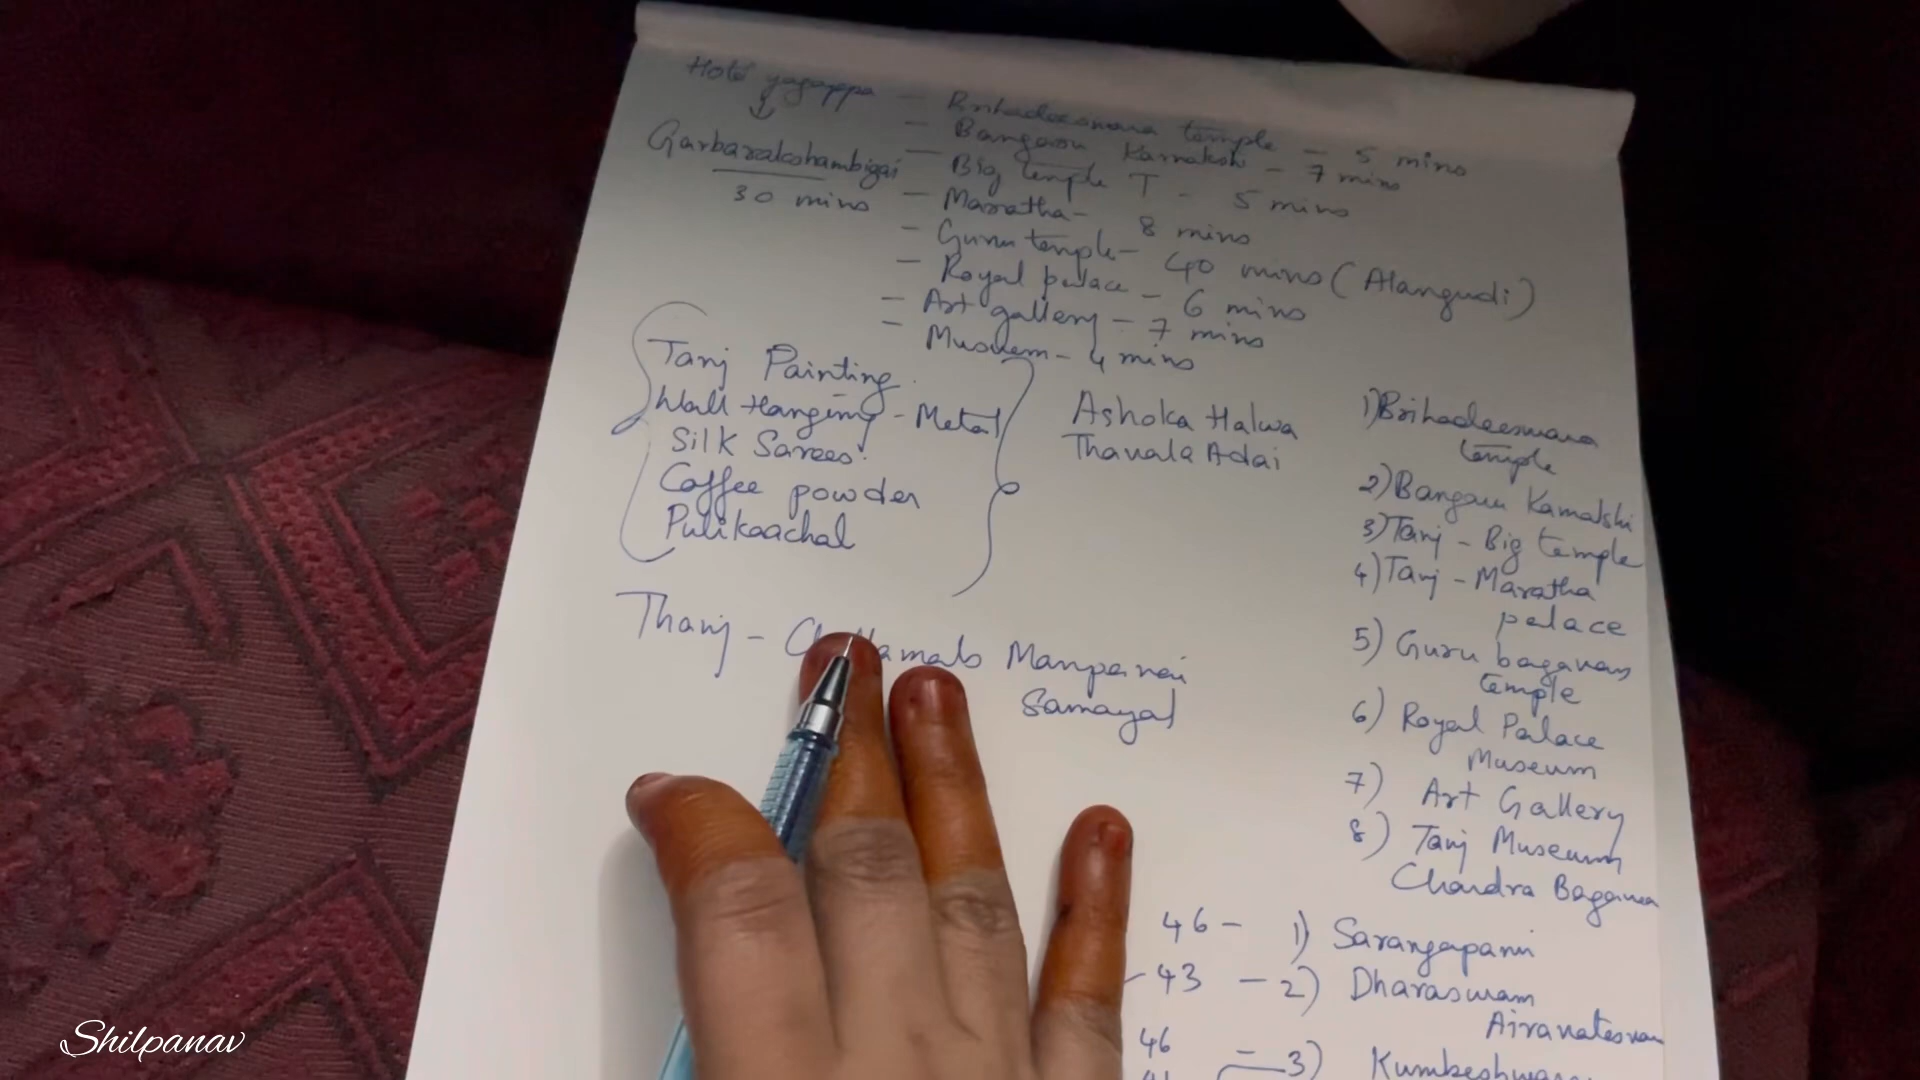 Hotel yagappa - Brihadeeswara temple - 5 mins
Garbarakshambigai
30 mins
- Bangaru Kamakshi - 7 mins
- Big temple T - 5 mins
- Maratha - 8 mins
- Guru temple - 40 mins (Alangudi)
- Royal palace - 6 mins
- Art gallery - 7 mins
- Musuem - 4 mins
Tanj Painting
Wall Hanging - Metal
Silk Sarees
Coffee powder
Pulikaachal
Ashoka Halwa
Thavala Adai
Thanj - Manpanai
Samayal
1) Brihadeeswara
temple
2) Bangaru Kamakshi
3) Tanj - Big temple
4) Tanj - Maratha
palace
5) Guru bagavan
temple
6) Royal Palace
Museum
7) Art Gallery
8) Tanj Museum
Chandra Bagavan
46 - 1) Sarangapani
43 - 2) Dharaswam
Airavateswar
46 - 3) Kumbeshwara
Shilpanav